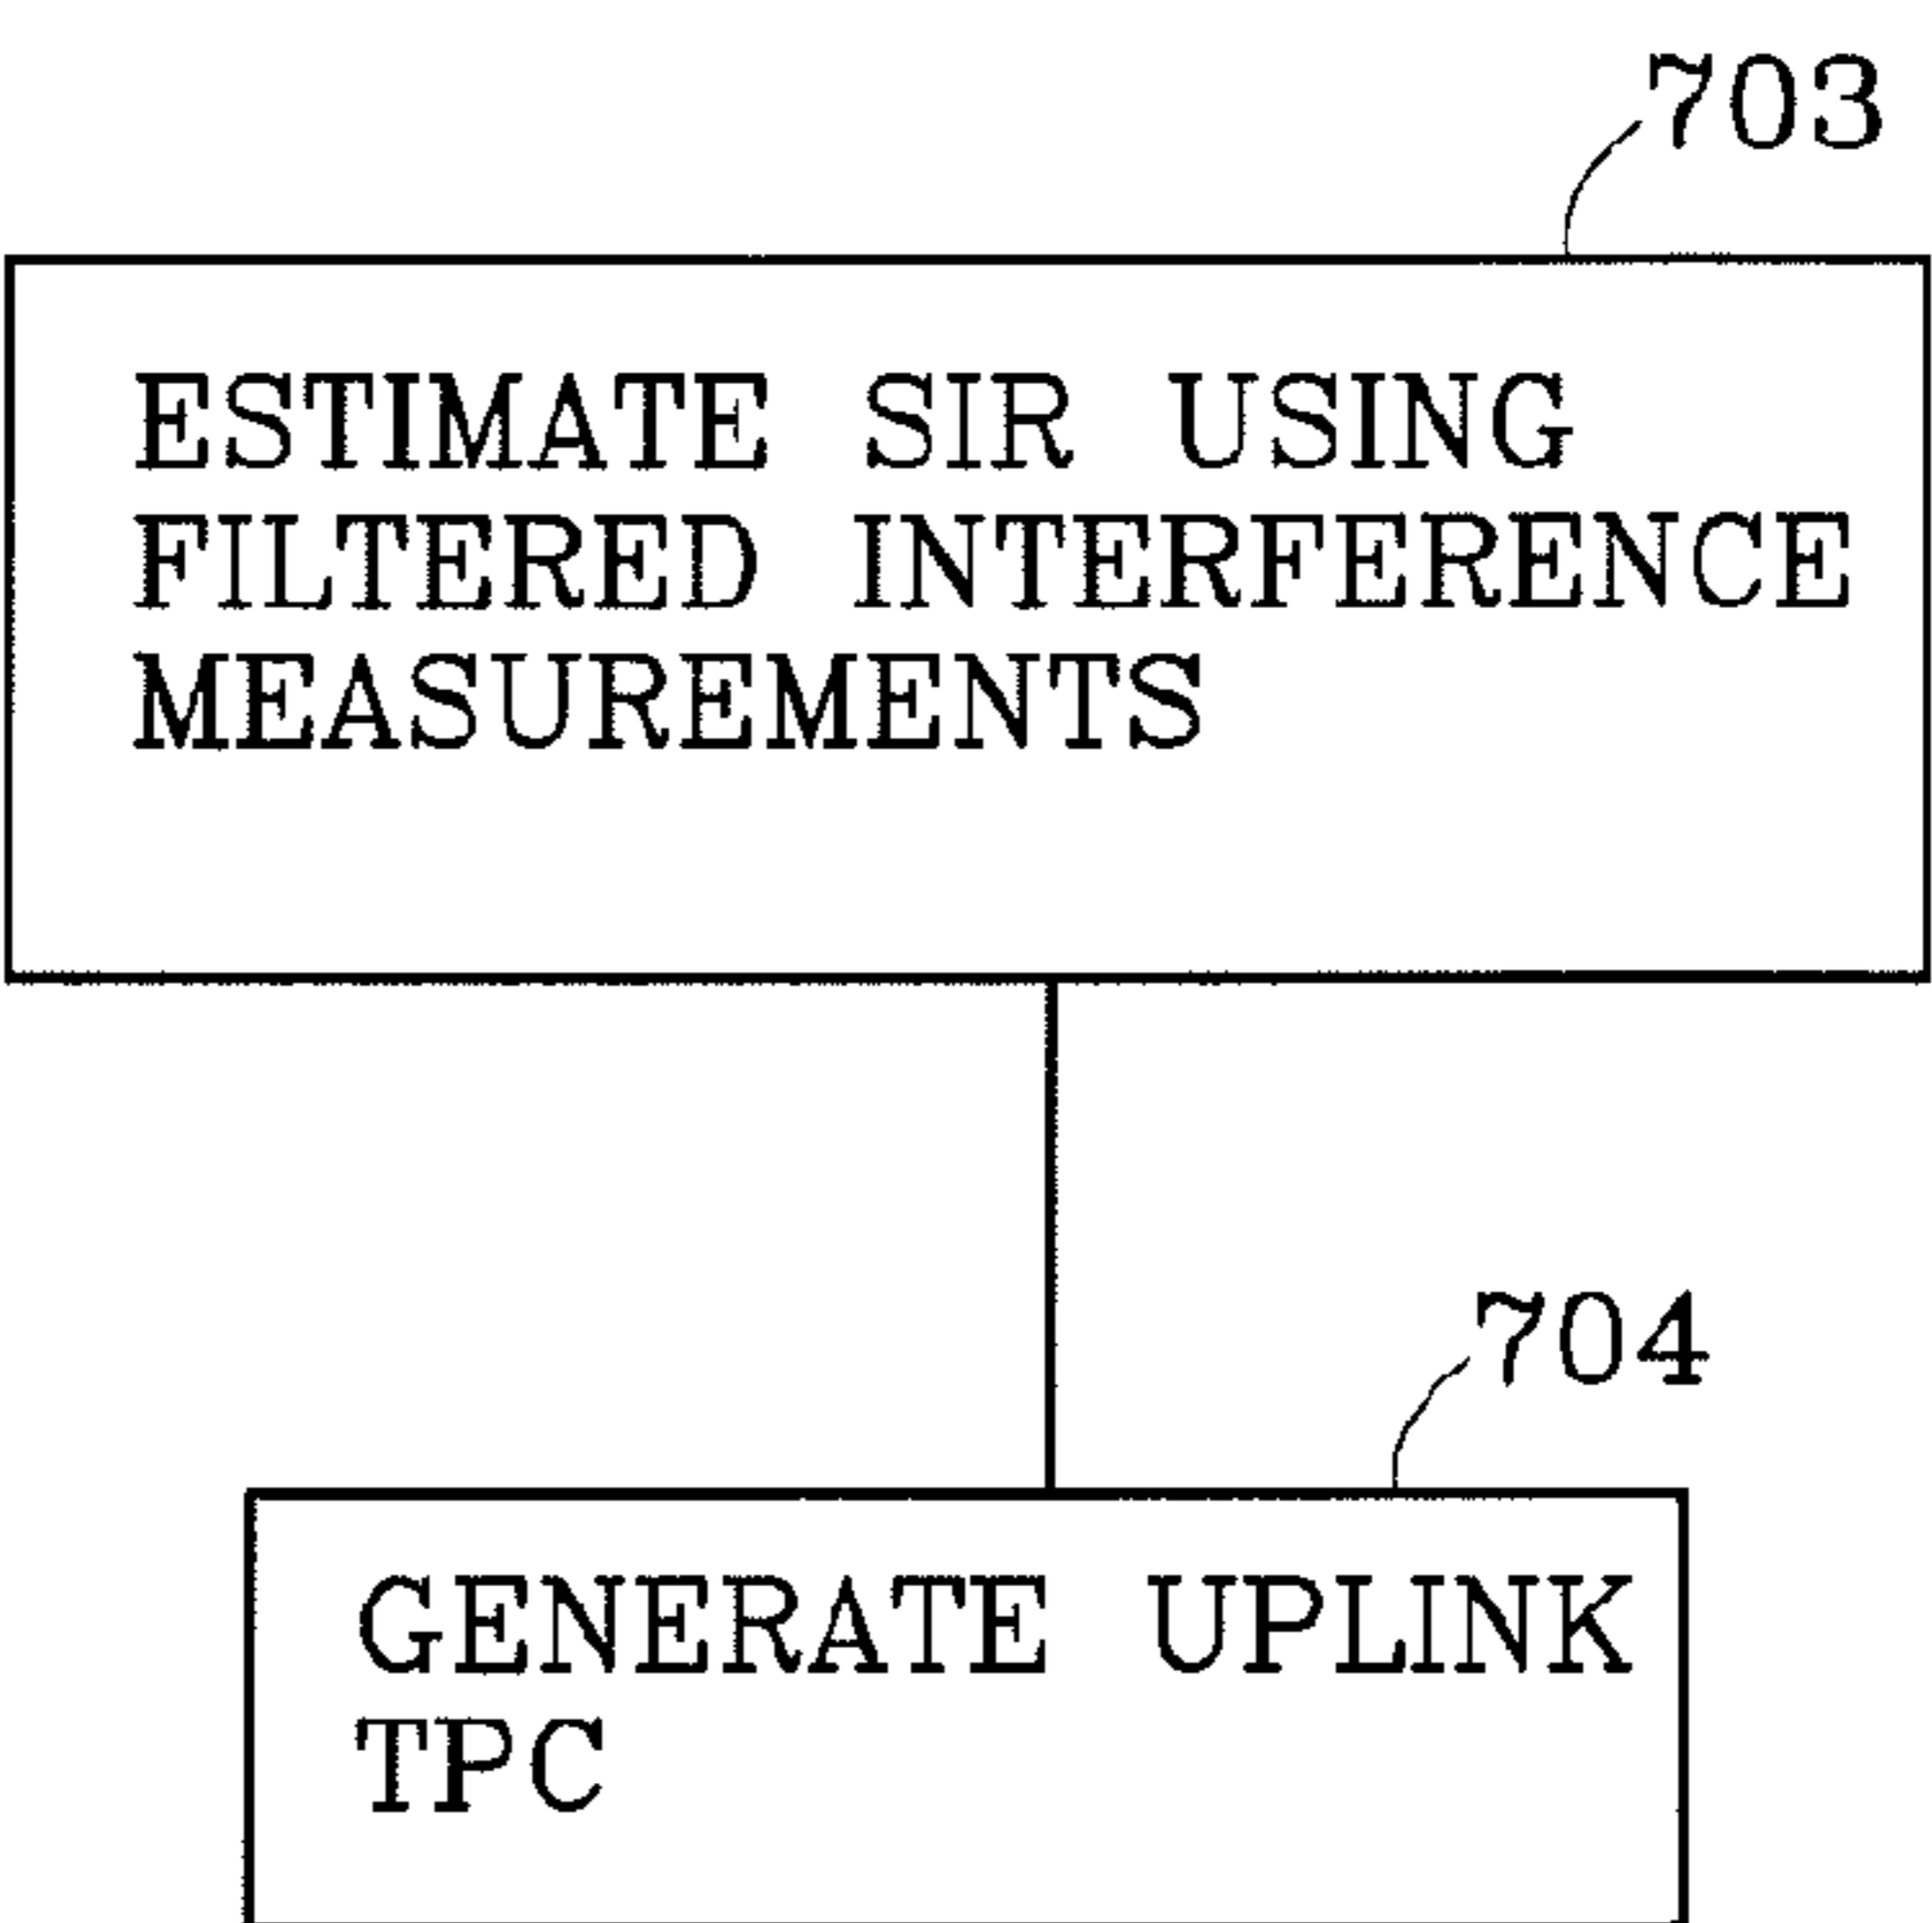 703
ESTIMATE SIR USING
FILTERED INTERFERENCE
MEASUREMENTS
704
GENERATE UPLINK
TPC